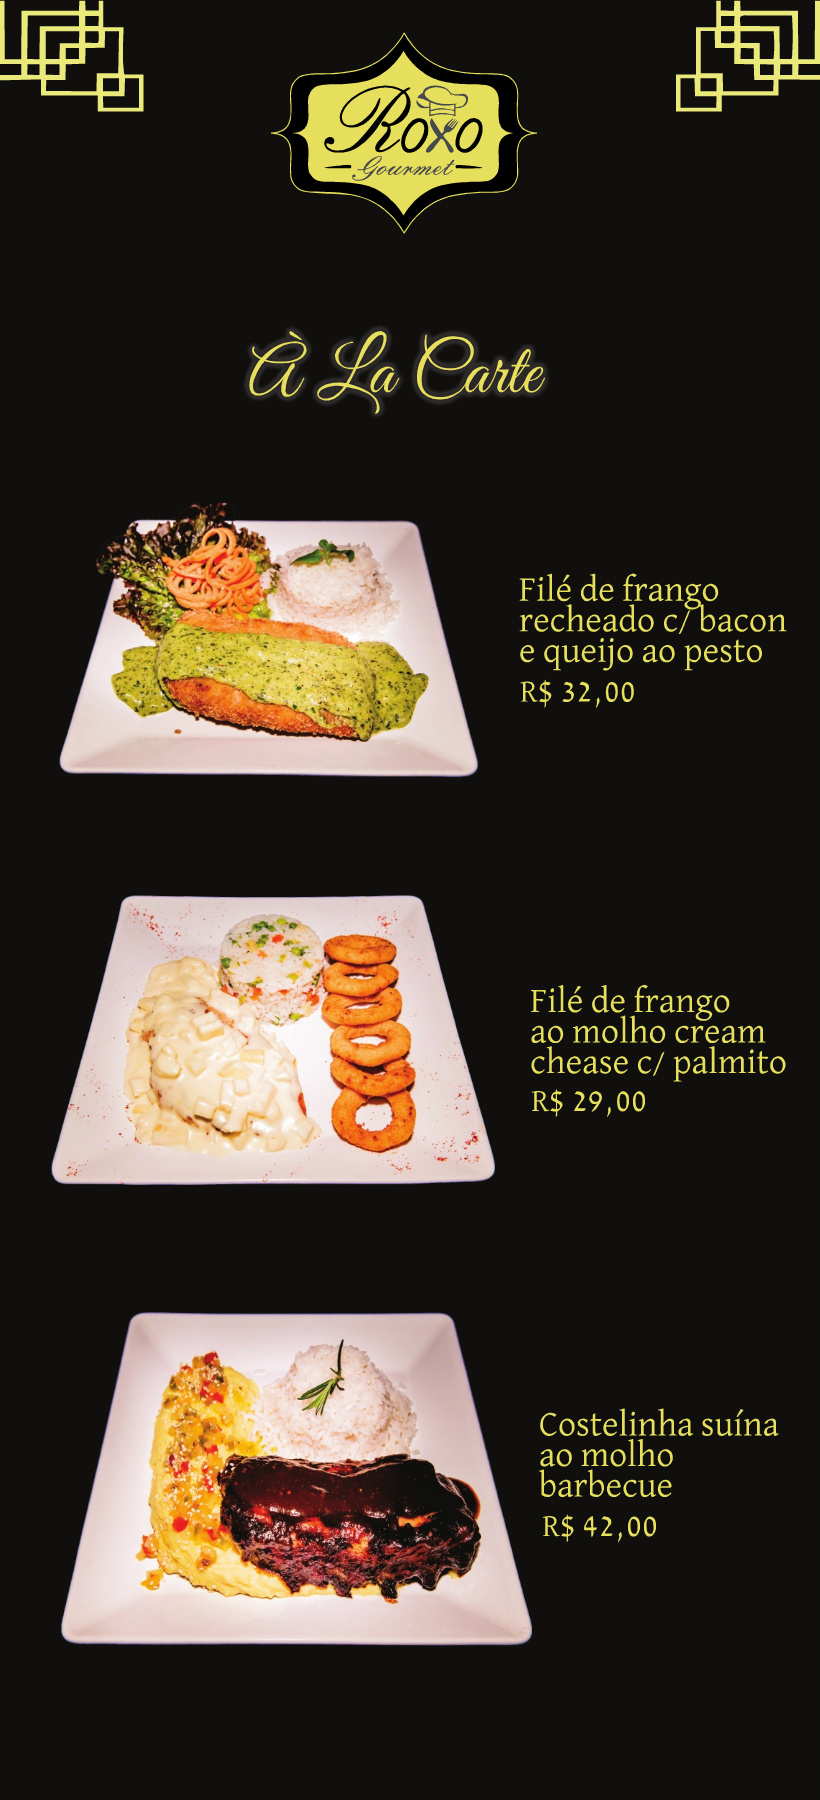 Roxo
Gourmet
À La Carte
Filé de frango
recheado c/ bacon
e queijo ao pesto
R$ 32,00
Filé de frango
ao molho cream
chease c/ palmito
R$ 29,00
Costelinha suína
ao molho
barbecue
R$ 42,00